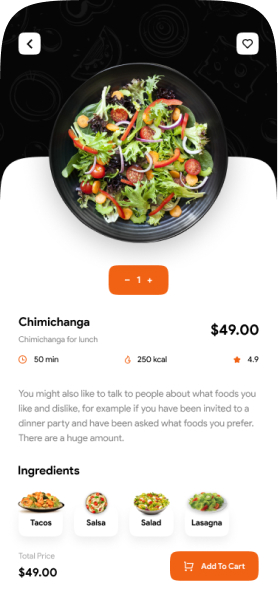 − 1 +
Chimichanga
$49.00
Chimichanga for lunch
50 min 250 kcal 4.9
You might also like to talk to people about what foods you
like and dislike, for example if you have been invited to a
dinner party and have been asked what foods you prefer.
There are a huge amount.
Ingredients
Tacos Salsa Salad Lasagna
Total Price
$49.00
Add To Cart